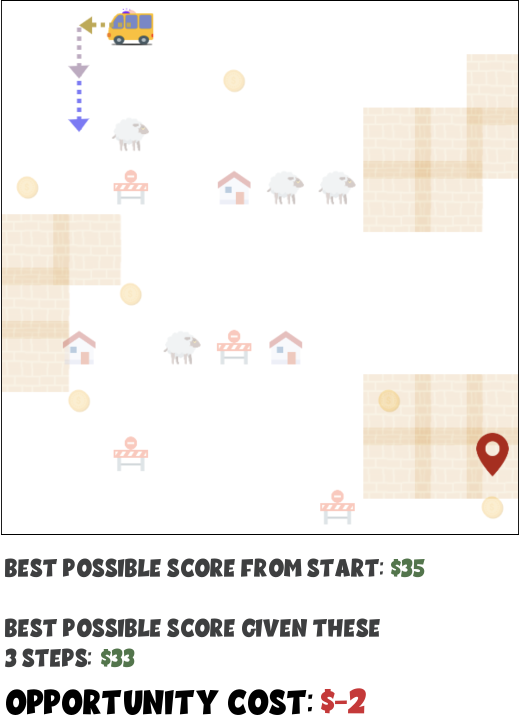 BEST POSSIBLE SCORE FROM START: $35
BEST POSSIBLE SCORE GIVEN THESE
3 STEPS: $33
OPPORTUNITY COST: $-2